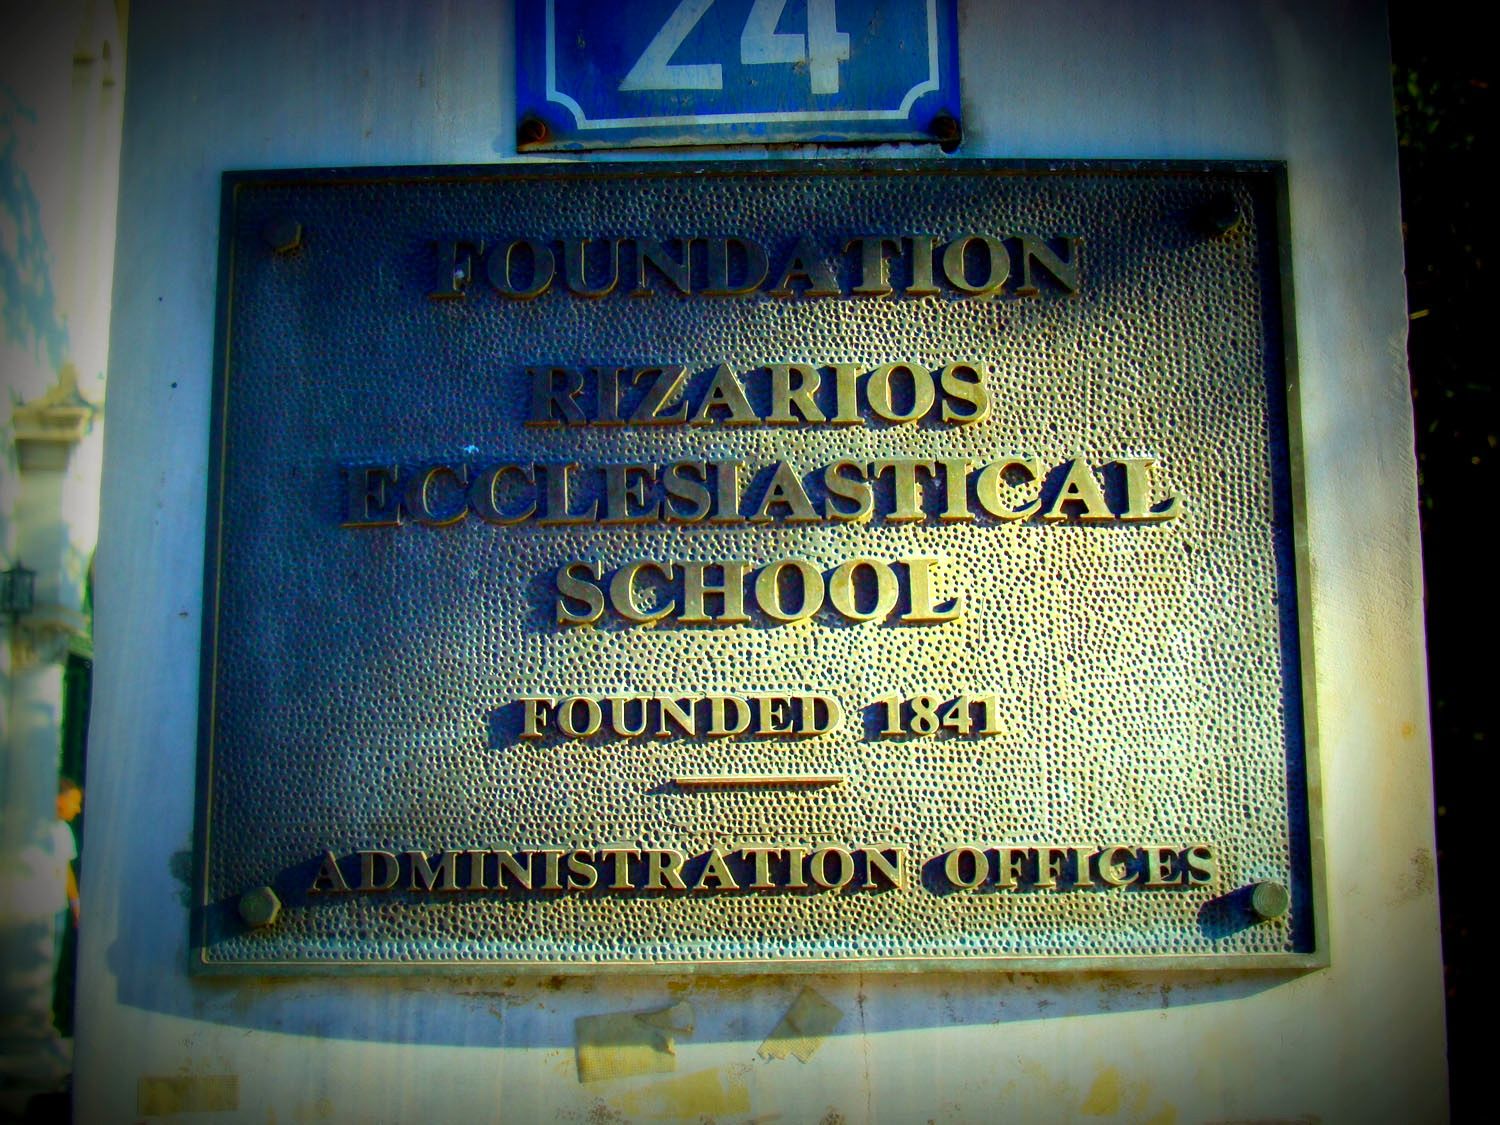 24
FOUNDATION
RIZARIOS
ECCLESIASTICAL
SCHOOL
FOUNDED 1841
ADMINISTRATION OFFICES